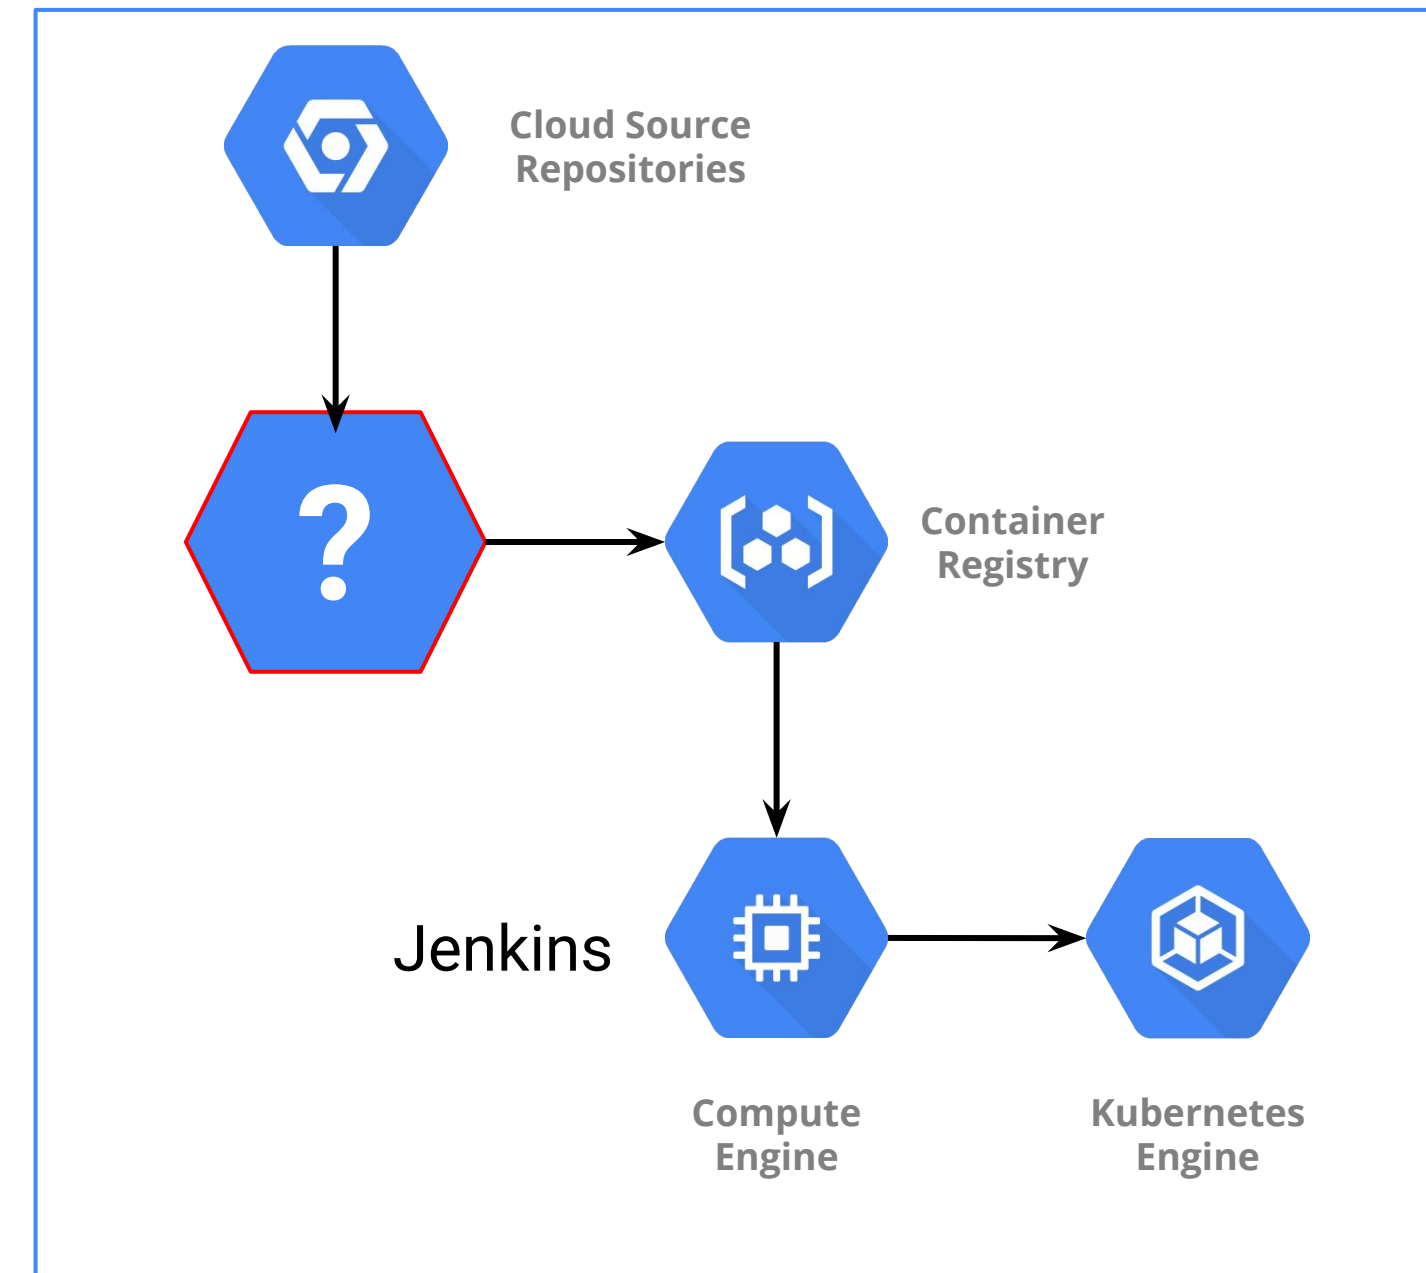 Cloud Source
Repositories
?
Container
Registry
Jenkins
Compute
Engine
Kubernetes
Engine